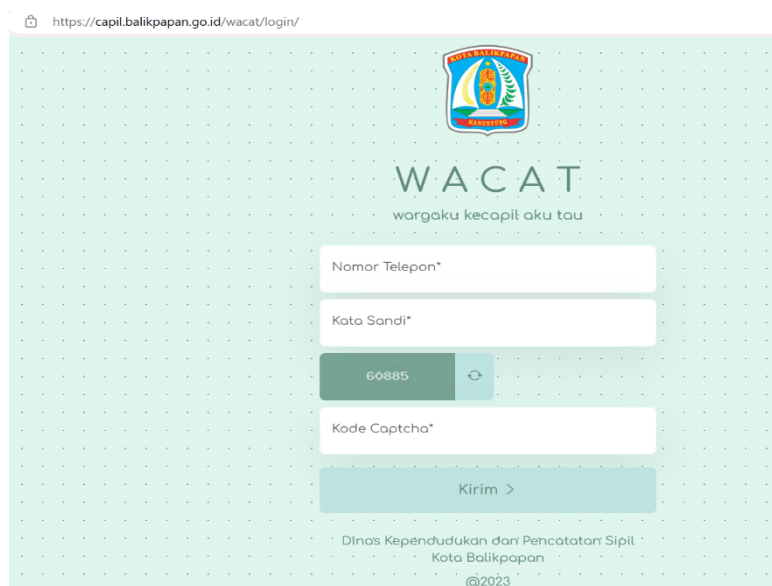 https://capil.balikpapan.go.id/wacat/login/
KOTA BALIKPAPAN
MANUNTUNG
WACAT
wargaku kecapil aku tau
Nomor Telepon*
Kata Sandi*
60885
Kode Captcha*
Kirim >
DInas Kependudukan dan Pencatatan Sipil
Kota Balikpapan
@2023